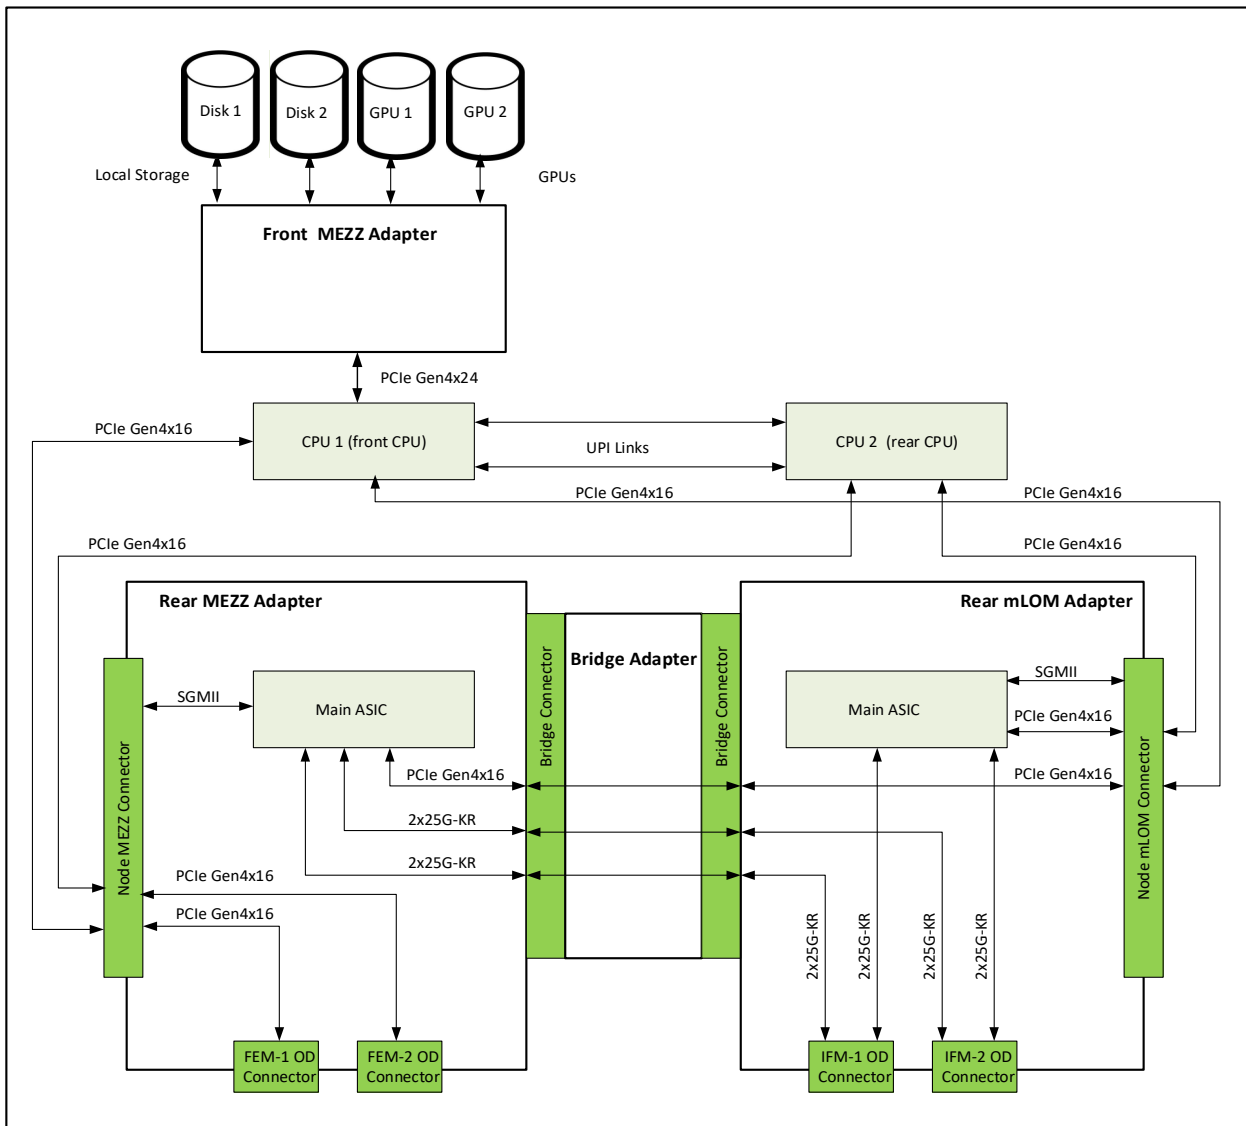 Disk 1
Disk 2
GPU 1
GPU 2
Local Storage
GPUs
Front MEZZ Adapter
PCIe Gen4x24
PCIe Gen4x16
CPU 1 (front CPU)
UPI Links
CPU 2 (rear CPU)
PCIe Gen4x16
PCIe Gen4x16
PCIe Gen4x16
PCIe Gen4x16
Rear MEZZ Adapter
Rear mLOM Adapter
Bridge Adapter
Bridge Connector
Bridge Connector
Node MEZZ Connector
SGMII
Main ASIC
PCIe Gen4x16
2x25G-KR
2x25G-KR
PCIe Gen4x16
PCIe Gen4x16
FEM-1 OD
Connector
FEM-2 OD
Connector
Main ASIC
SGMII
PCIe Gen4x16
PCIe Gen4x16
Node mLOM Connector
2x25G-KR
2x25G-KR
2x25G-KR
2x25G-KR
IFM-1 OD
Connector
IFM-2 OD
Connector